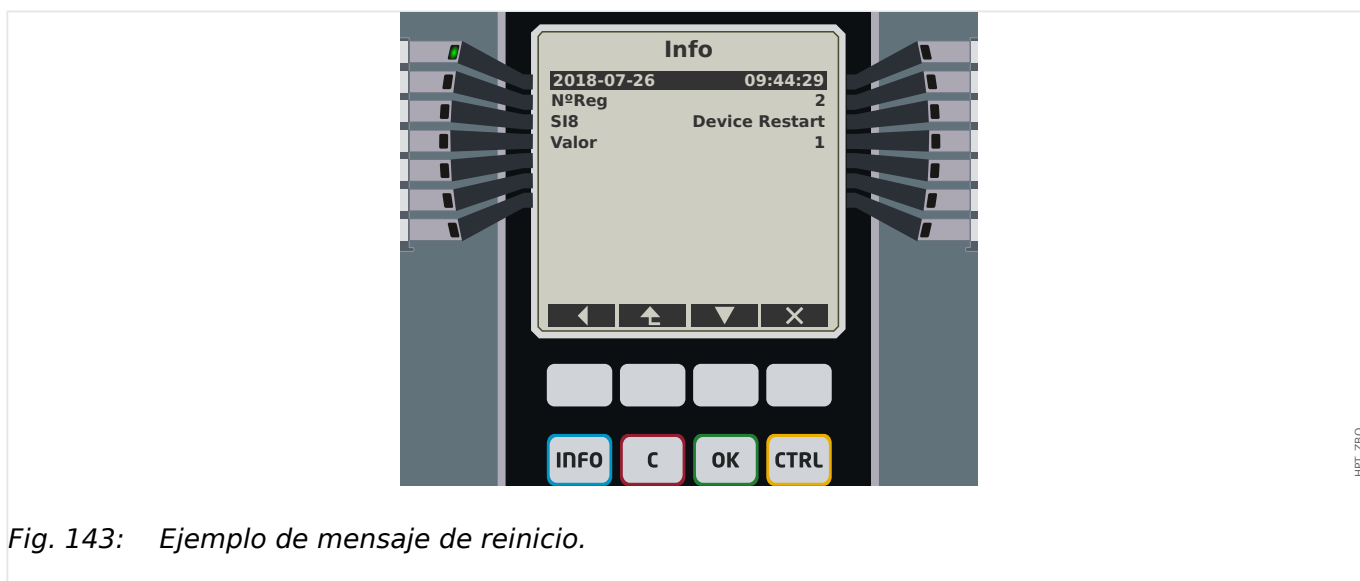 Info
2018-07-26 09:44:29
NºReg 2
SI8 Device Restart
Valor 1
INFO C OK CTRL
HPT_ZBO
Fig. 143: Ejemplo de mensaje de reinicio.